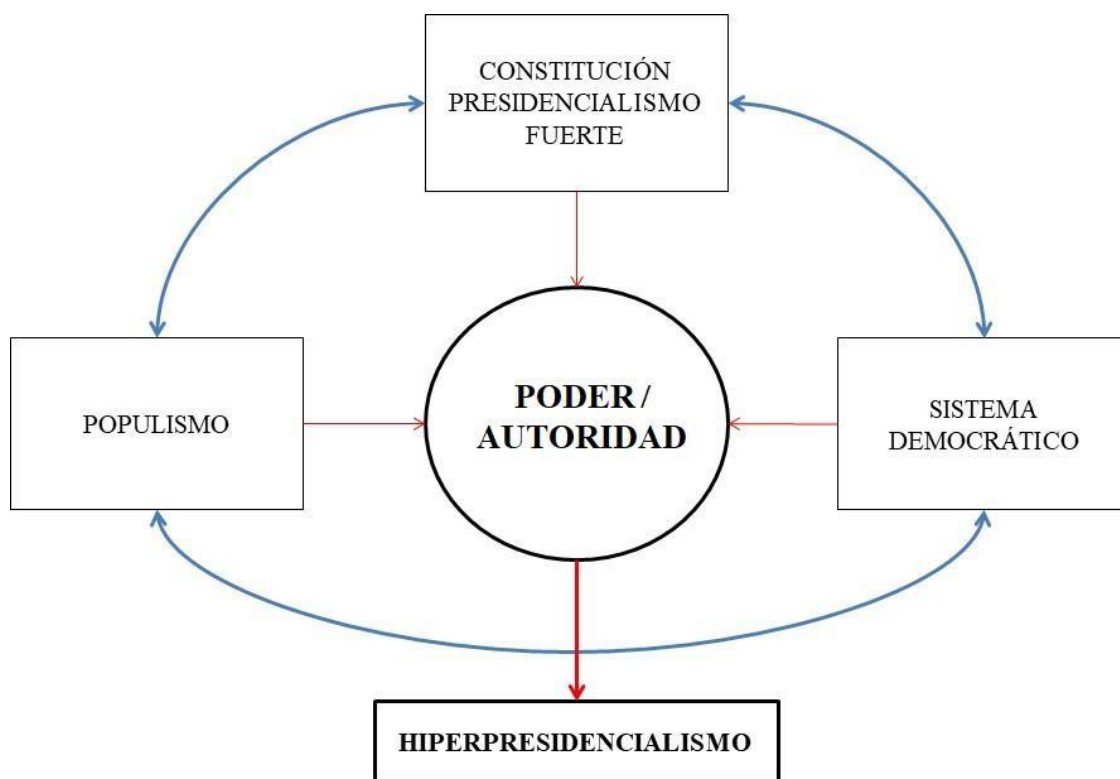 CONSTITUCIÓN
PRESIDENCIALISMO
FUERTE
POPULISMO
PODER /
AUTORIDAD
SISTEMA
DEMOCRÁTICO
HIPERPRESIDENCIALISMO